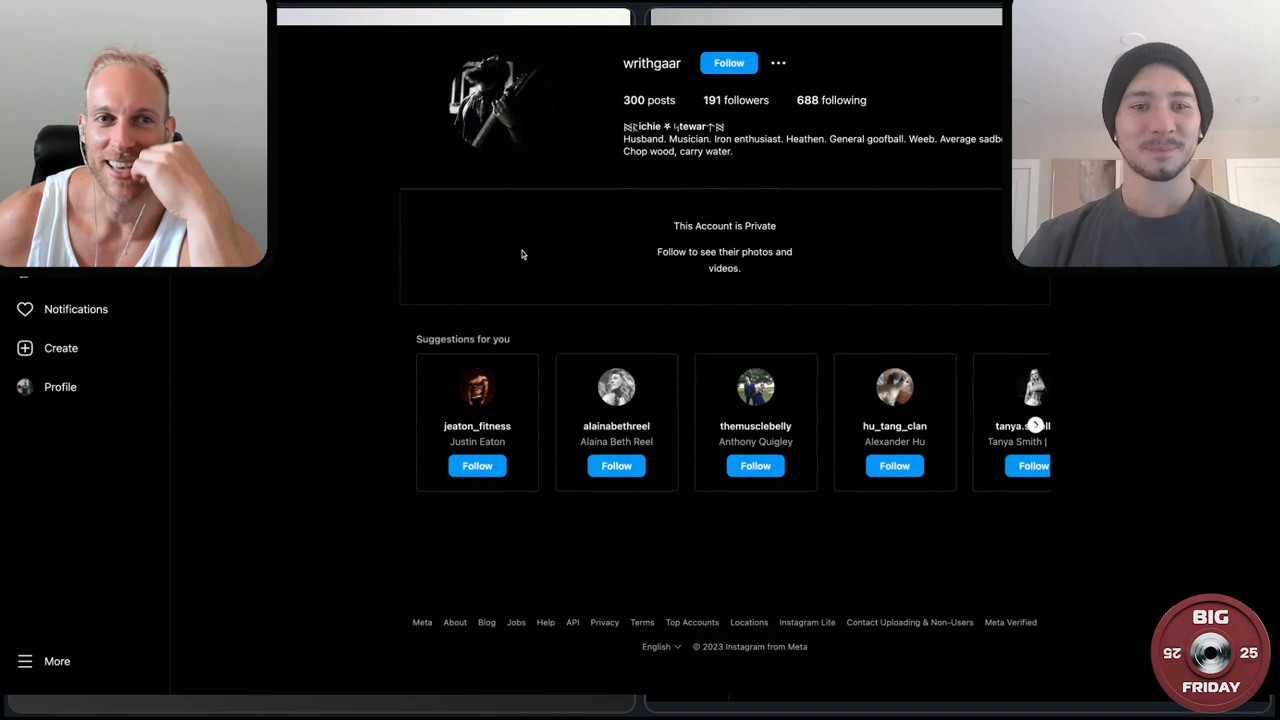 writhgaar Follow
300 posts 191 followers 688 following
Husband. Musician. Iron enthusiast. Heathen. General goofball. Weeb. Average
Chop wood, carry water.
This Account is Private
Follow to see their photos and
videos.
Notifications
Create
Profile
Suggestions for you
jeaton_fitness
Justin Eaton
Follow
alainabethreel
Alaina Beth Reel
Follow
themusclebelly
Anthony Quigley
Follow
hu_tang_clan
Alexander Hu
Follow
Tanya Smith |
Follow
Meta About Blog Jobs Help API Privacy Terms Top Accounts Locations Instagram Lite Contact Uploading & Non-Users Meta Verified
English © 2023 Instagram from Meta
More
BIG
25 25
FRIDAY